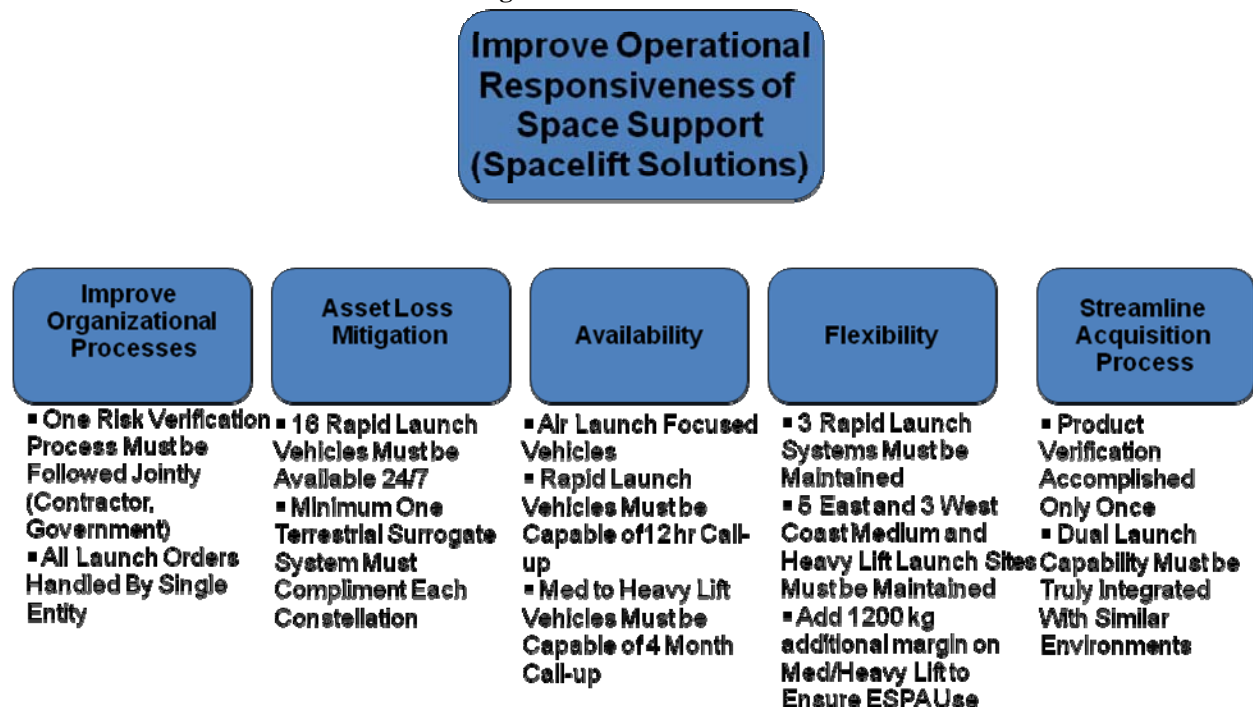 Improve Operational
Responsiveness of
Space Support
(Spacelift Solutions)
Improve
Organizational
Processes
▪ One Risk Verification
Process Must be
Followed Jointly
(Contractor,
Government)
▪ All Launch Orders
Handled By Single
Entity
Asset Loss
Mitigation
▪ 16 Rapid Launch
Vehicles Must be
Available 24/7
▪ Minimum One
Terrestrial Surrogate
System Must
Compliment Each
Constellation
Availability
▪ Air Launch Focused
Vehicles
▪ Rapid Launch
Vehicles Must be
Capable of 12 hr Call-
up
▪ Med to Heavy Lift
Vehicles Must be
Capable of 4 Month
Call-up
Flexibility
▪ 3 Rapid Launch
Systems Must be
Maintained
▪ 5 East and 3 West
Coast Medium and
Heavy Lift Launch Sites
Must be Maintained
▪ Add 1200 kg
additional margin on
Med/Heavy Lift to
Ensure ESPA Use
Streamline
Acquisition
Process
▪ Product
Verification
Accomplished
Only Once
▪ Dual Launch
Capability Must be
Truly Integrated
With Similar
Environments